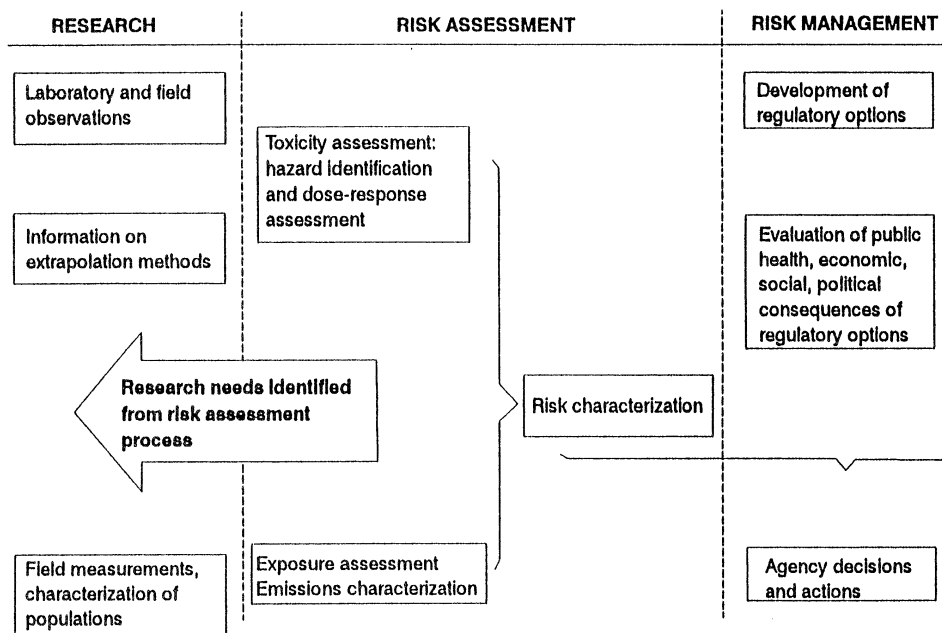 RESEARCH
RISK ASSESSMENT
RISK MANAGEMENT
Laboratory and field
observations
Information on
extrapolation methods
Research needs identified
from risk assessment
process
Field measurements,
characterization of
populations
Toxicity assessment:
hazard identification
and dose-response
assessment
Exposure assessment
Emissions characterization
Risk characterization
Development of
regulatory options
Evaluation of public
health, economic,
social, political
consequences of
regulatory options
Agency decisions
and actions